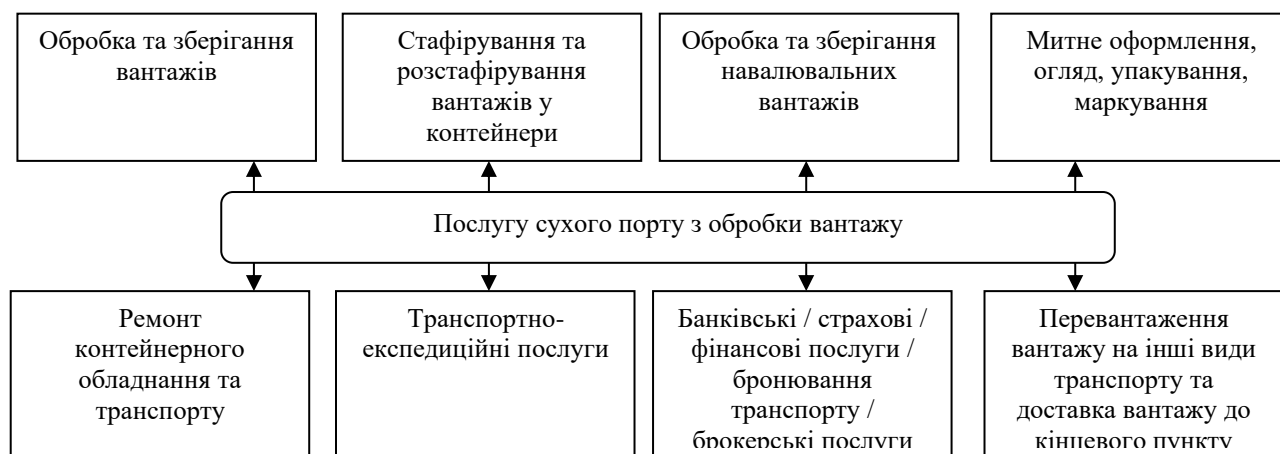 Обробка та зберігання
вантажів
Стафірування та
розстафірування
вантажів у
контейнери
Обробка та зберігання
навалювальних
вантажів
Митне оформлення,
огляд, упакування,
маркування
Послугу сухого порту з обробки вантажу
Ремонт
контейнерного
обладнання та
транспорту
Транспортно-
експедиційні послуги
Банківські / страхові /
фінансові послуги /
бронювання
транспорту /
брокерські послуги
Перевантаження
вантажу на інші види
транспорту та
доставка вантажу до
кінцевого пункту